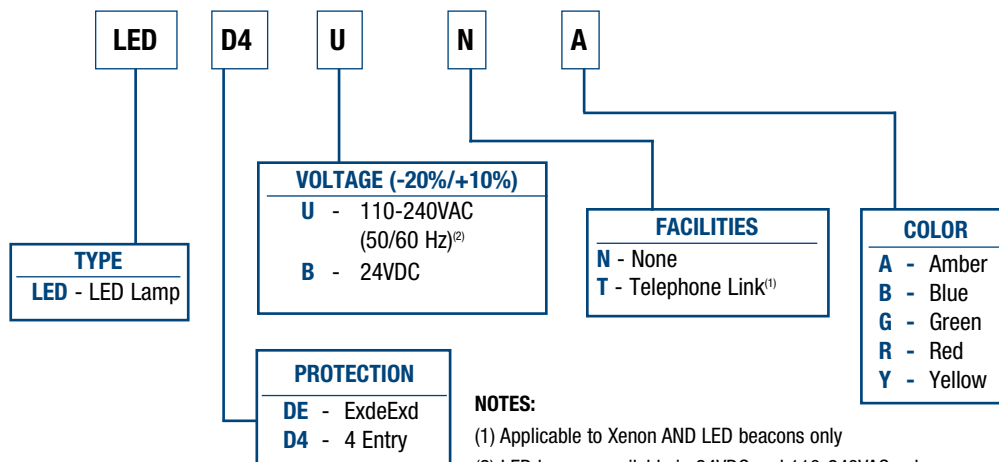 LED D4 U N A
VOLTAGE (-20%/+10%)
U - 110-240VAC
(50/60 Hz)(2)
B - 24VDC
FACILITIES
N - None
T - Telephone Link(1)
COLOR
A - Amber
B - Blue
G - Green
R - Red
Y - Yellow
TYPE
LED - LED Lamp
PROTECTION
DE - ExdeExd
D4 - 4 Entry
NOTES:
(1) Applicable to Xenon AND LED beacons only